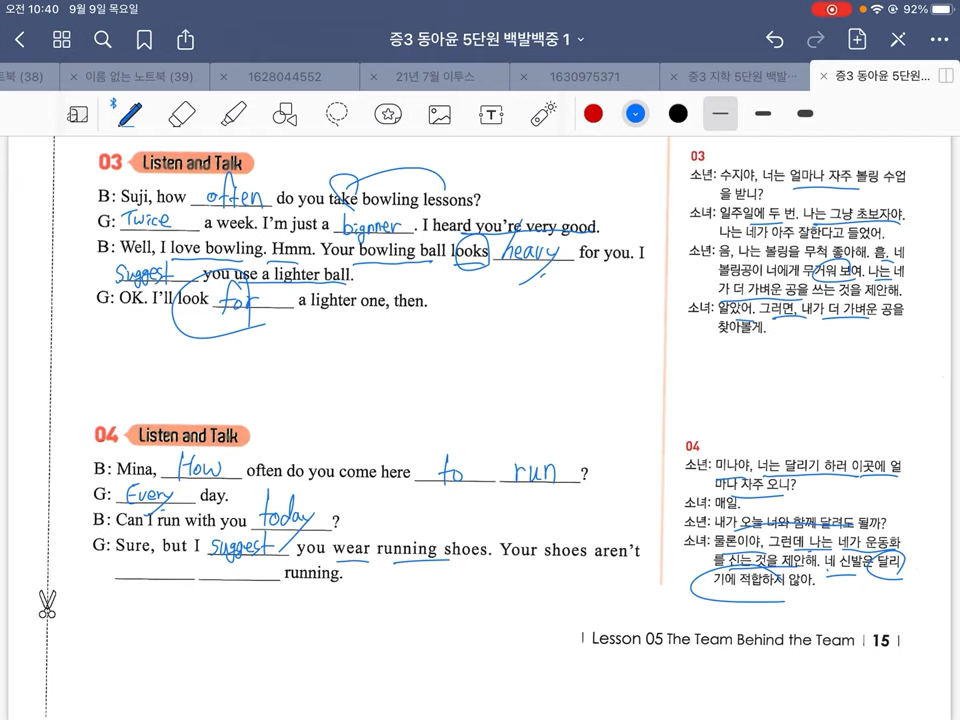 오전 10:40 9월 9일 목요일 92%
증3 동아윤 5단원 백발백중 1
트북 (38) 이름 없는 노트북 (39) 1628044552 21년 7월 이투스 1630975371 중3 지학 5단원 백발… 증3 동아윤 5단원…
03 Listen and Talk
B: Suji, how often do you take bowling lessons?
G: Twice a week. I'm just a bignner. I heard you're very good.
B: Well, I love bowling. Hmm. Your bowling ball looks heavy for you. I
suggest you use a lighter ball.
G: OK. I'll look for a lighter one, then.
04 Listen and Talk
B: Mina, How often do you come here to run ?
G: Every day.
B: Can I run with you today ?
G: Sure, but I suggest you wear running shoes. Your shoes aren't
running.
03
소년: 수지야, 너는 얼마나 자주 볼링 수업
을 받니?
소녀: 일주일에 두 번. 나는 그냥 초보자야.
나는 네가 아주 잘한다고 들었어.
소년: 음, 나는 볼링을 무척 좋아해. 흠. 네
볼링공이 너에게 무거워 보여. 나는 네
가 더 가벼운 공을 쓰는 것을 제안해.
소녀: 알았어. 그러면, 내가 더 가벼운 공을
찾아볼게.
04
소년: 미나야, 너는 달리기 하러 이곳에 얼
마나 자주 오니?
소녀: 매일.
소년: 내가 오늘 너와 함께 달려도 될까?
소녀: 물론이야, 그런데 나는 네가 운동화
를 신는 것을 제안해. 네 신발은 달리
기에 적합하지 않아.
Lesson 05 The Team Behind the Team 15